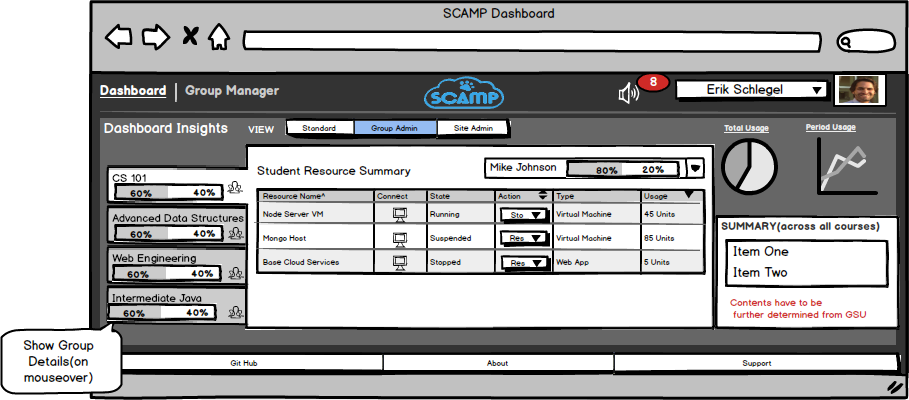 SCAMP Dashboard
Dashboard | Group Manager
SCAMP
8
Erik Schlegel
Dashboard Insights
VIEW
Standard
Group Admin
Site Admin
Total Usage
Period Usage
CS 101
60% 40%
Advanced Data Structures
60% 40%
Web Engineering
60% 40%
Intermediate Java
60% 40%
Student Resource Summary
Mike Johnson
80% 20%
Resource Name^ Connect State Action Type Usage
Node Server VM Running Sto Virtual Machine 45 Units
Mongo Host Suspended Res Virtual Machine 85 Units
Base Cloud Services Stopped Res Web App 5 Units
SUMMARY(across all courses)
Item One
Item Two
Contents have to be
further determined from GSU
Show Group
Details(on
mouseover)
Git Hub
About
Support